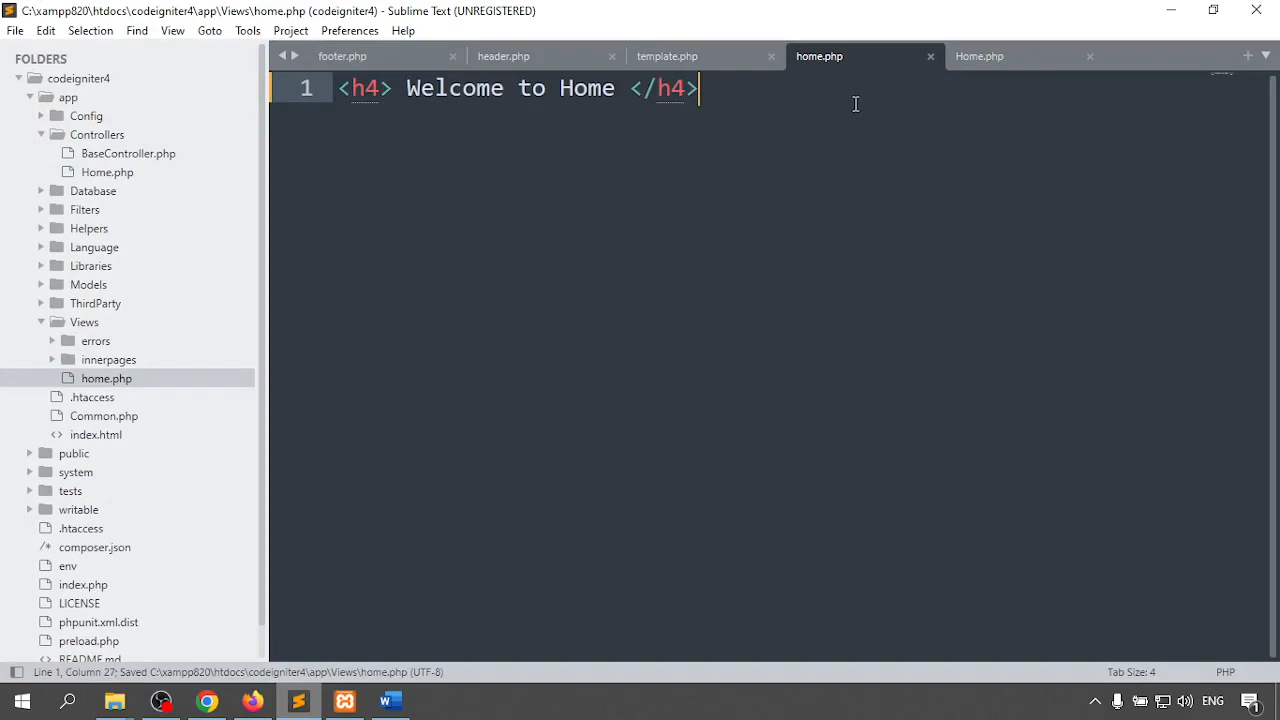 C:\xampp820\htdocs\codeigniter4\app\Views\home.php (codeigniter4) - Sublime Text (UNREGISTERED)
File Edit Selection Find View Goto Tools Project Preferences Help
FOLDERS
codeigniter4
app
Config
Controllers
BaseController.php
Home.php
Database
Filters
Helpers
Language
Libraries
Models
ThirdParty
Views
errors
innerpages
home.php
.htaccess
Common.php
<> index.html
public
system
tests
writable
.htaccess
/* composer.json
env
index.php
LICENSE
phpunit.xml.dist
preload.php
README.md
footer.php header.php template.php home.php Home.php
1 <h4> Welcome to Home </h4>
Line 1, Column 27; Saved C:\xampp820\htdocs\codeigniter4\app\Views\home.php (UTF-8) Tab Size: 4 PHP
ENG 1